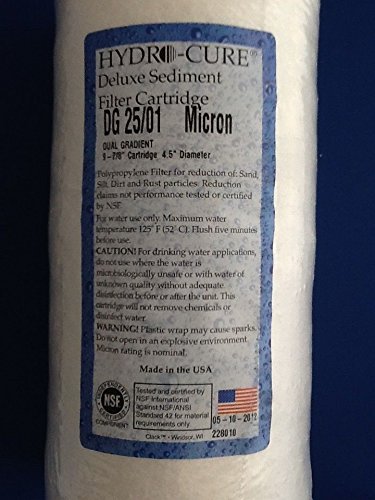 HYDRO-CURE®
Deluxe Sediment
Filter Cartridge
DG 25/01 Micron
DUAL GRADIENT
9-7/8" Cartridge 4.5" Diameter
Polypropylene Filter for reduction of: Sand,
Silt, Dirt and Rust particles. Reduction
claims not performance tested or certified
by NSF.
For water use only. Maximum water
temperature 125° F (52° C). Flush five minutes
before use.
CAUTION! For drinking water applications,
do not use where the water is
microbiologically unsafe or with water of
unknown quality without adequate
disinfection before or after the unit. This
cartridge will not remove chemicals or
disinfect water.
WARNING! Plastic wrap may cause sparks.
Do not open in an explosive environment.
Micron rating is nominal.
Made in the USA
INDEPENDENTLY CERTIFIED
NSF
COMPONENT
Tested and certified by
NSF International
against NSF/ANSI
Standard 42 for material
requirements only.
Clack™ • Windsor, WI
05-10-2012
228010